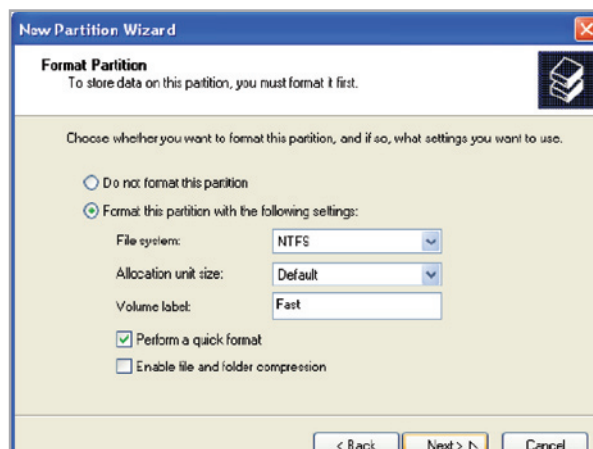 New Partition Wizard
Format Partition
To store data on this partition, you must format it first.
Choose whether you want to format this partition, and if so, what settings you want to use.
Do not format this partition
Format this partition with the following settings:
File system: NTFS
Allocation unit size: Default
Volume label: Fast
Perform a quick format
Enable file and folder compression
< Back Next > Cancel